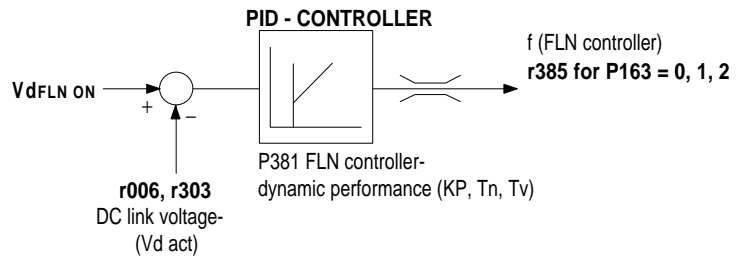 PID - CONTROLLER
f (FLN controller)
r385 for P163 = 0, 1, 2
VdFLN ON
+
−
P381 FLN controller-
dynamic performance (KP, Tn, Tv)
r006, r303
DC link voltage-
(Vd act)